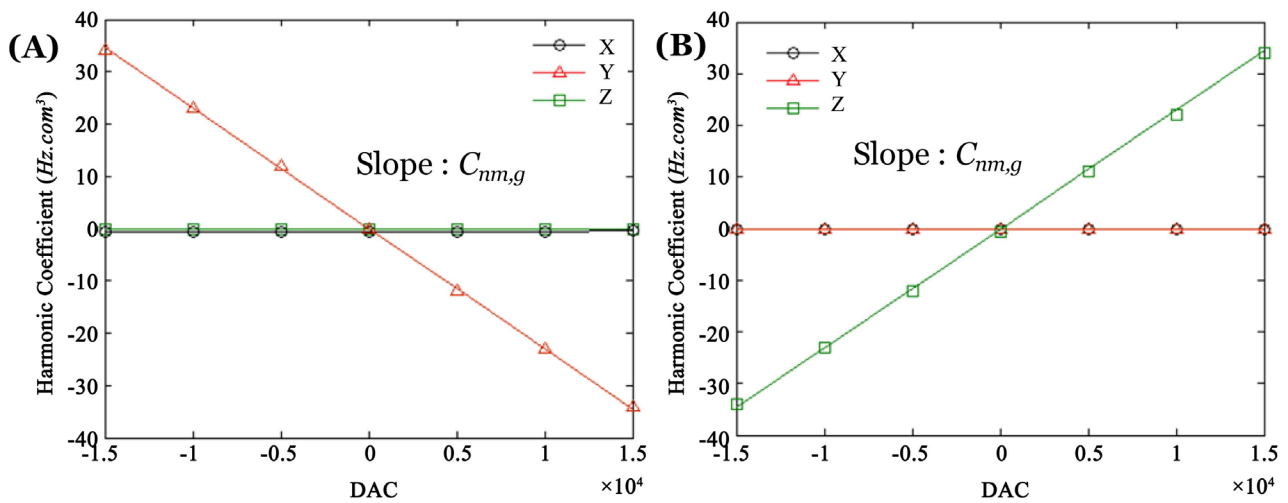 (A)
40
30
20
10
0
-10
-20
-30
-40
Harmonic Coefficient (Hz.com³)
X
Y
Z
Slope : Cnm,g
-1.5 -1 -0.5 0 0.5 1 1.5
DAC ×10⁴
(B)
40
30
20
10
0
-10
-20
-30
-40
Harmonic Coefficient (Hz.com³)
X
Y
Z
Slope : Cnm,g
-1.5 -1 -0.5 0 0.5 1 1.5
DAC ×10⁴